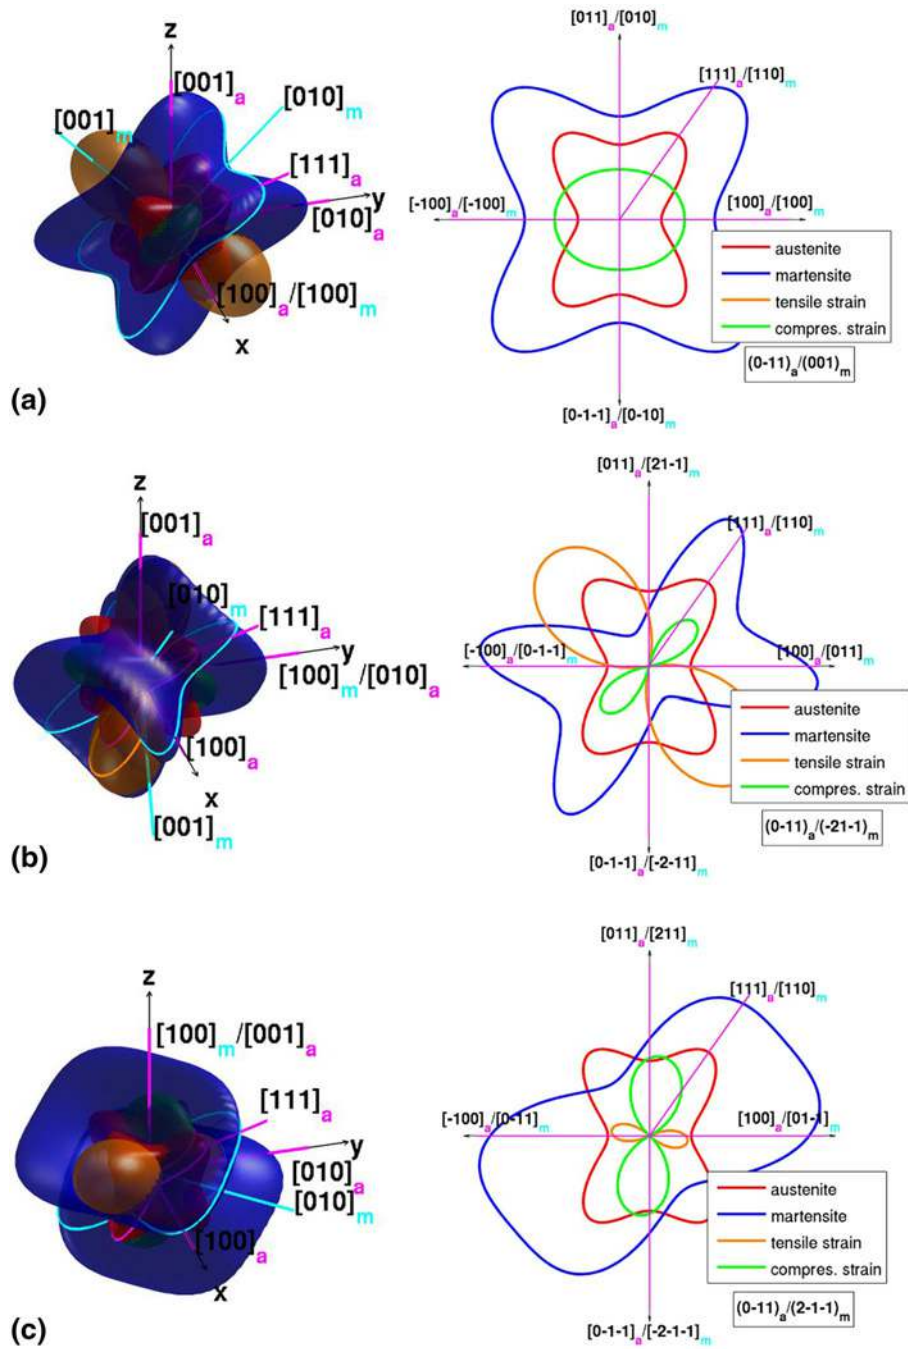 z
[001]a
[001]m
[010]m
[111]a
y
[010]a
[100]a/[100]m
x
(a)
[011]a/[010]m
[111]a/[110]m
[-100]a/[-100]m
[100]a/[100]m
austenite
martensite
tensile strain
compres. strain
(0-11)a/(001)m
[0-1-1]a/[0-10]m
z
[001]a
[010]m
[111]a
y
[100]m/[010]a
[100]a
x
[001]m
(b)
[011]a/[21-1]m
[111]a/[110]m
[-100]a/[0-1-1]m
[100]a/[011]m
austenite
martensite
tensile strain
compres. strain
(0-11)a/(-21-1)m
[0-1-1]a/[-2-11]m
z
[100]m/[001]a
[111]a
y
[010]a
[010]m
[100]a
x
(c)
[011]a/[211]m
[111]a/[110]m
[-100]a/[0-11]m
[100]a/[01-1]m
austenite
martensite
tensile strain
compres. strain
(0-11)a/(2-1-1)m
[0-1-1]a/[-2-1-1]m